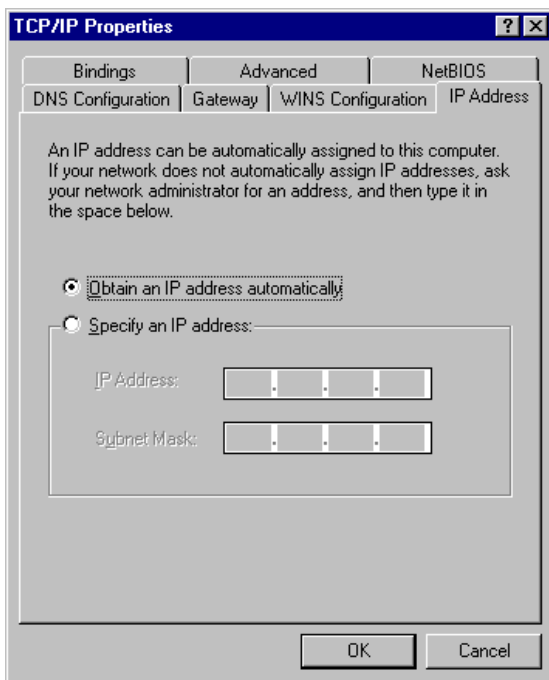 TCP/IP Properties
? X
Bindings Advanced NetBIOS
DNS Configuration Gateway WINS Configuration IP Address
An IP address can be automatically assigned to this computer.
If your network does not automatically assign IP addresses, ask
your network administrator for an address, and then type it in
the space below.
Obtain an IP address automatically
Specify an IP address:
IP Address:
. . .
Subnet Mask:
. . .
OK Cancel